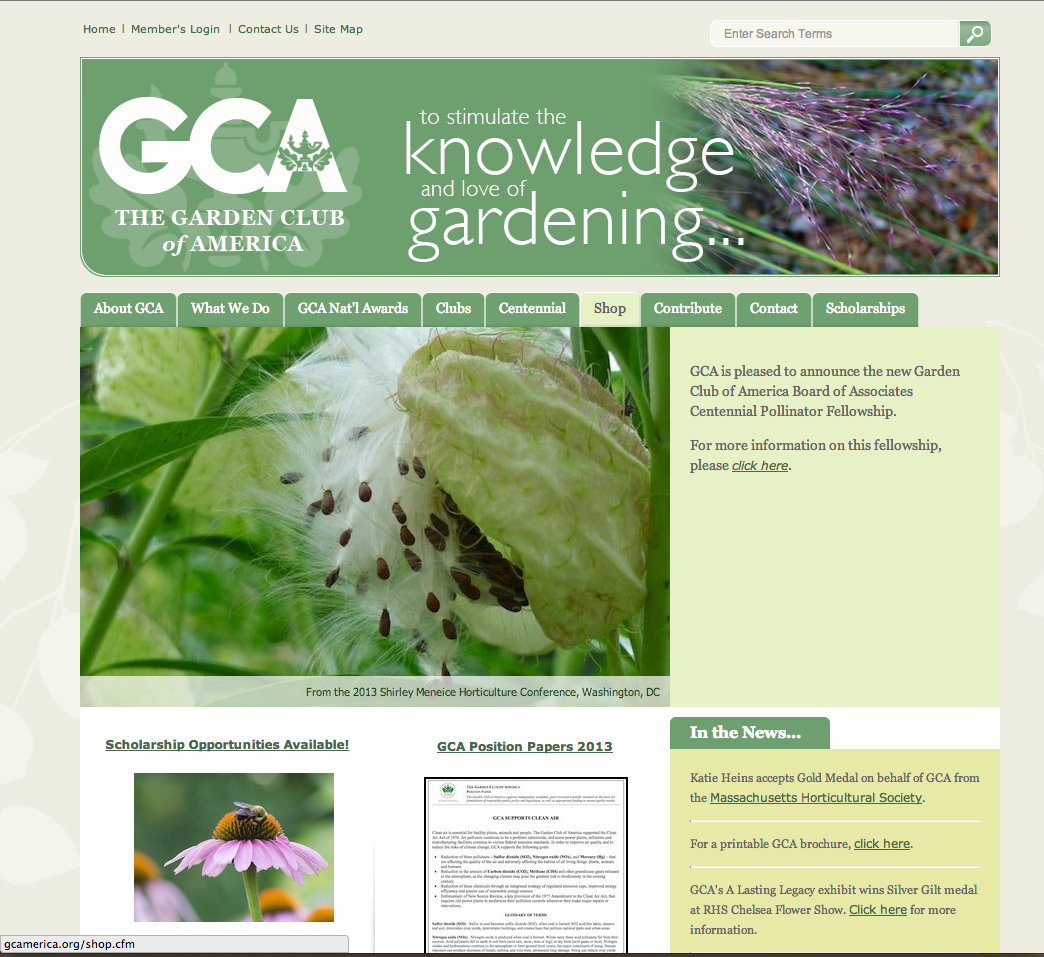 Home | Member's Login | Contact Us | Site Map
Enter Search Terms
GCA
THE GARDEN CLUB
of AMERICA
to stimulate the
knowledge
and love of
gardening...
About GCA
What We Do
GCA Nat'l Awards
Clubs
Centennial
Shop
Contribute
Contact
Scholarships
GCA is pleased to announce the new Garden
Club of America Board of Associates
Centennial Pollinator Fellowship.
For more information on this fellowship,
please click here.
From the 2013 Shirley Meneice Horticulture Conference, Washington, DC
Scholarship Opportunities Available!
GCA Position Papers 2013
THE GARDEN CLUB OF AMERICA
POSITION PAPER
GCA SUPPORTS CLEAN AIR
GLOSSARY OF TERMS
In the News...
Katie Heins accepts Gold Medal on behalf of GCA from
the Massachusetts Horticultural Society.
For a printable GCA brochure, click here.
GCA's A Lasting Legacy exhibit wins Silver Gilt medal
at RHS Chelsea Flower Show. Click here for more
information.
gcamerica.org/shop.cfm